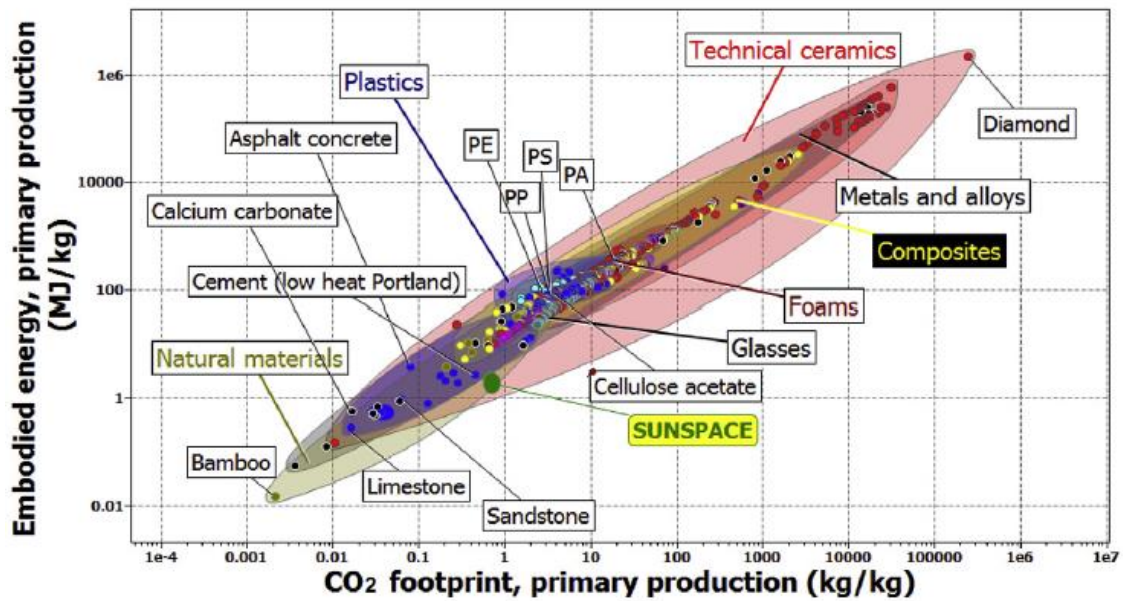 Embodied energy, primary production
(MJ/kg)
1e6
10000
100
1
0.01
Technical ceramics
Plastics
Asphalt concrete
PE
PS
PP
PA
Diamond
Calcium carbonate
Metals and alloys
Composites
Cement (low heat Portland)
Foams
Glasses
Natural materials
Cellulose acetate
SUNSPACE
Bamboo
Limestone
Sandstone
1e-4 0.001 0.01 0.1 1 10 100 1000 10000 100000 1e6 1e7
CO2 footprint, primary production (kg/kg)